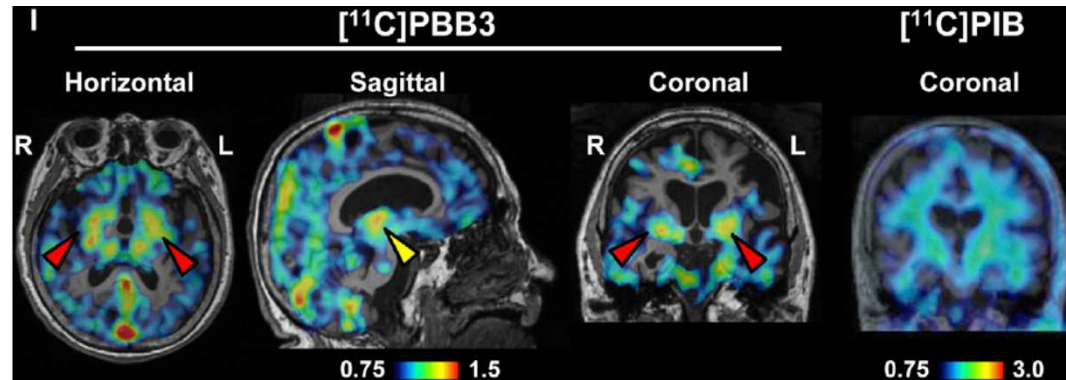 I
[¹¹C]PBB3 [¹¹C]PIB
Horizontal Sagittal Coronal Coronal
R L R L
0.75 1.5 0.75 3.0